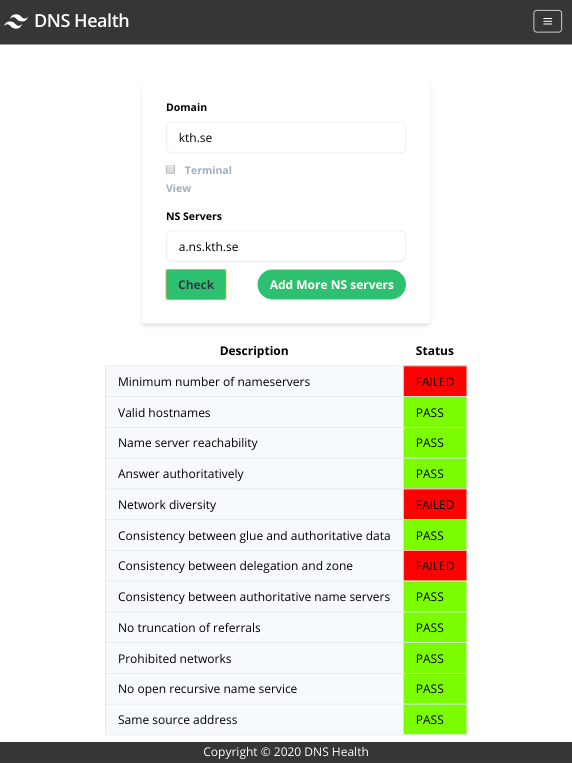 DNS Health
Domain
kth.se
Terminal
View
NS Servers
a.ns.kth.se
Check Add More NS servers
Description Status
Minimum number of nameservers FAILED
Valid hostnames PASS
Name server reachability PASS
Answer authoritatively PASS
Network diversity FAILED
Consistency between glue and authoritative data PASS
Consistency between delegation and zone FAILED
Consistency between authoritative name servers PASS
No truncation of referrals PASS
Prohibited networks PASS
No open recursive name service PASS
Same source address PASS
Copyright © 2020 DNS Health